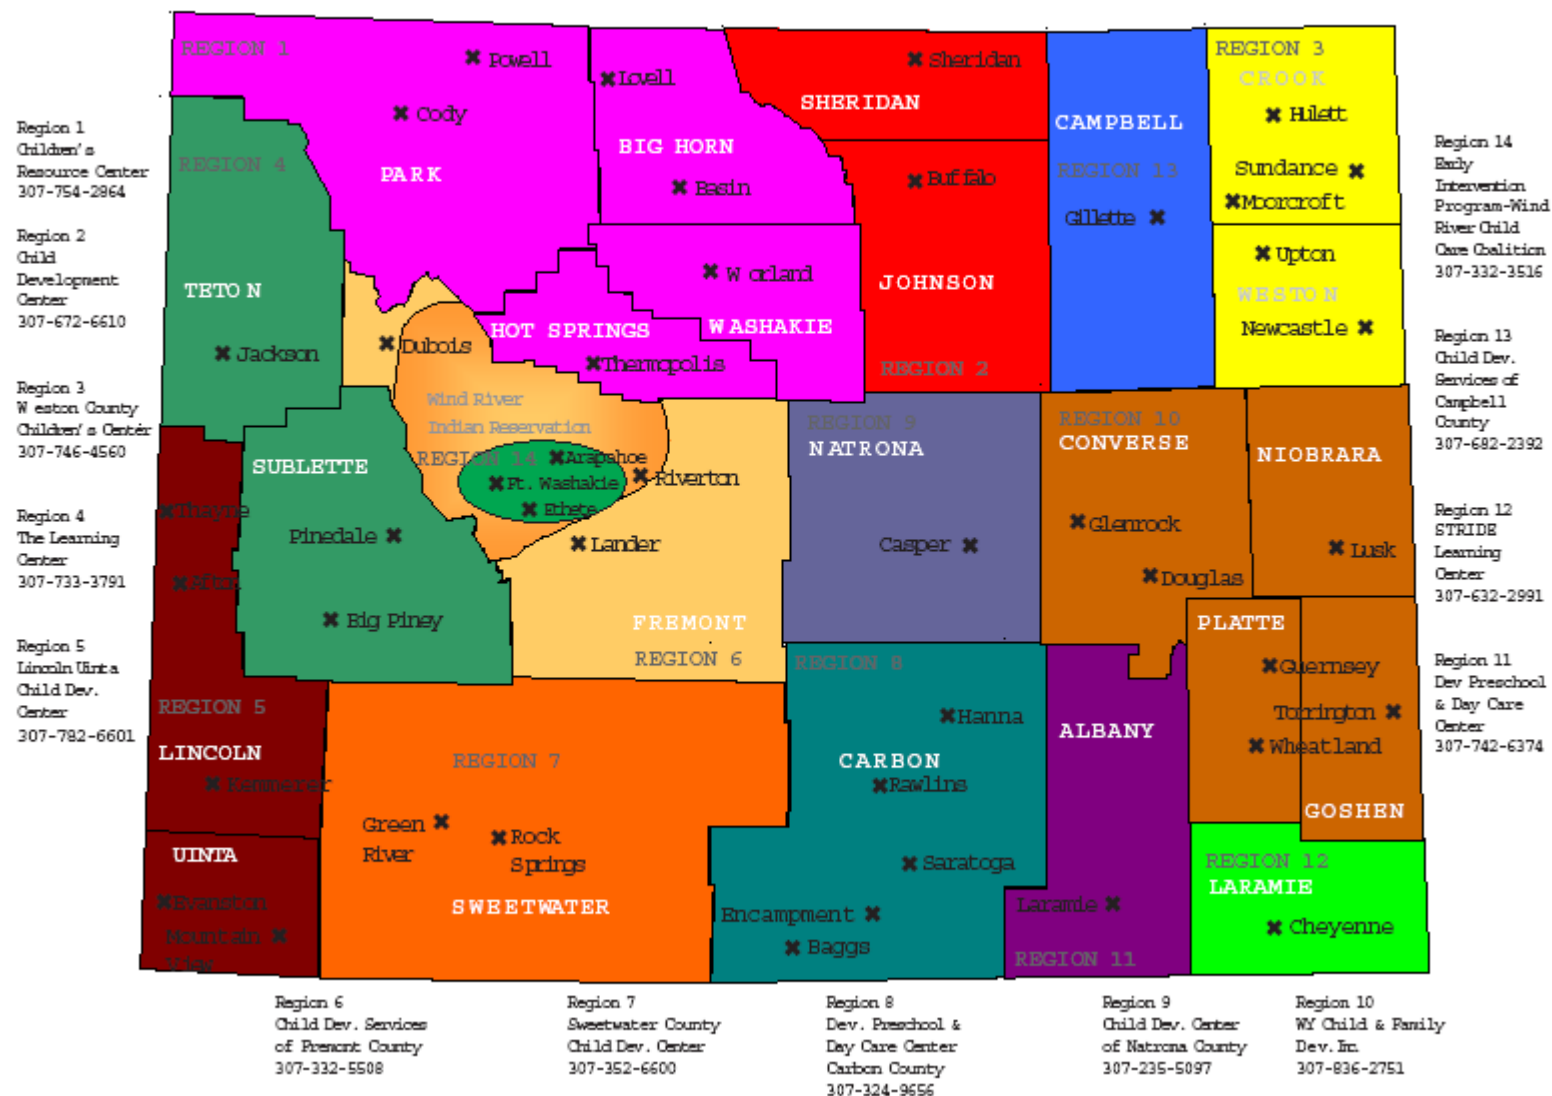 REGION 1
Powell
Cody
PARK
Lovell
BIG HORN
Basin
Sheridan
SHERIDAN
CAMPBELL
REGION 13
Gillette
REGION 3
CROOK
Hulett
Sundance
Moorcroft
Upton
WESTON
Newcastle
REGION 4
TETON
Jackson
Buffalo
JOHNSON
REGION 2
Worland
WASHAKIE
HOT SPRINGS
Thermopolis
Dubois
Wind River
Indian Reservation
REGION 14
Arapahoe
Ft. Washakie
Ethete
Riverton
Lander
FREMONT
REGION 6
SUBLETTE
Pinedale
Big Piney
Thayne
Afton
REGION 5
LINCOLN
Kemmerer
UINTA
Evanston
Mountain
View
REGION 7
Green
River
Rock
Springs
SWEETWATER
REGION 9
NATRONA
Casper
REGION 10
CONVERSE
Glenrock
Douglas
NIOBRARA
Lusk
PLATTE
Guernsey
Torrington
Wheatland
GOSHEN
REGION 8
Hanna
CARBON
Rawlins
Saratoga
Encampment
Baggs
ALBANY
Laramie
REGION 11
REGION 12
LARAMIE
Cheyenne
Region 1
Children's
Resource Center
307-754-2864
Region 2
Child
Development
Center
307-672-6610
Region 3
Weston County
Children's Center
307-746-4560
Region 4
The Learning
Center
307-733-3791
Region 5
Lincoln Uinta
Child Dev.
Center
307-782-6601
Region 6
Child Dev. Services
of Fremont County
307-332-5508
Region 7
Sweetwater County
Child Dev. Center
307-352-6600
Region 8
Dev. Preschool &
Day Care Center
Carbon County
307-324-9656
Region 9
Child Dev. Center
of Natrona County
307-235-5097
Region 10
WY Child & Family
Dev. Inc.
307-836-2751
Region 14
Early
Intervention
Program-Wind
River Child
Care Coalition
307-332-3516
Region 13
Child Dev.
Services of
Campbell
County
307-682-2392
Region 12
STRIDE
Learning
Center
307-632-2991
Region 11
Dev Preschool
& Day Care
Center
307-742-6374